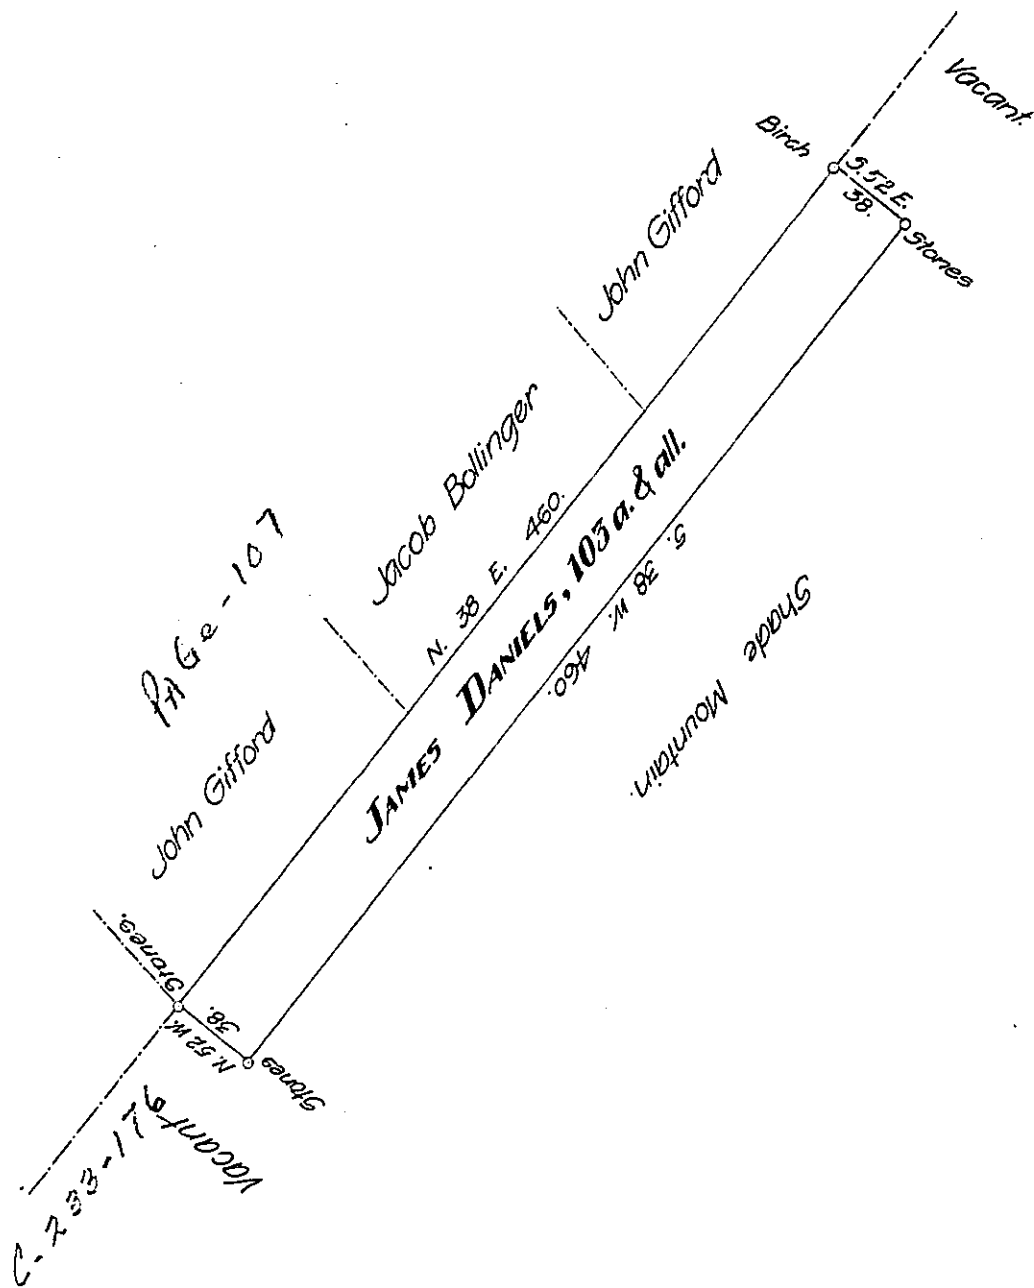 Vacant.
Birch
S. 52 E.
38.
Stones
John Gifford
Jacob Bollinger
N. 38 E. 460.
JAMES DANIELS, 103 a. & all.
S. 38 W. 460.
Shade Mountain.
PAGe - 107
John Gifford
Stones.
38.
N. 52 W.
Stones
Vacant
C-233-176